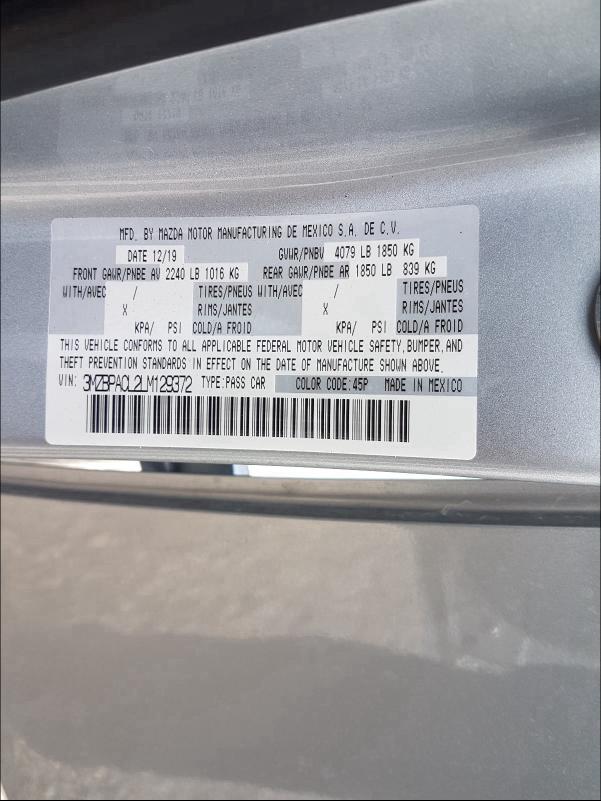 MFD. BY MAZDA MOTOR MANUFACTURING DE MEXICO S.A. DE C.V.
DATE 12/19 GVWR/PNBV 4079 LB 1850 KG
FRONT GAWR/PNBE AV 2240 LB 1016 KG REAR GAWR/PNBE AR 1850 LB 839 KG
WITH/AVEC / TIRES/PNEUS WITH/AVEC / TIRES/PNEUS
X RIMS/JANTES X RIMS/JANTES
KPA/ PSI COLD/A FROID KPA/ PSI COLD/A FROID
THIS VEHICLE CONFORMS TO ALL APPLICABLE FEDERAL MOTOR VEHICLE SAFETY, BUMPER, AND
THEFT PREVENTION STANDARDS IN EFFECT ON THE DATE OF MANUFACTURE SHOWN ABOVE.
VIN: 3MZBPACL2LM129372 TYPE:PASS CAR COLOR CODE:45P MADE IN MEXICO